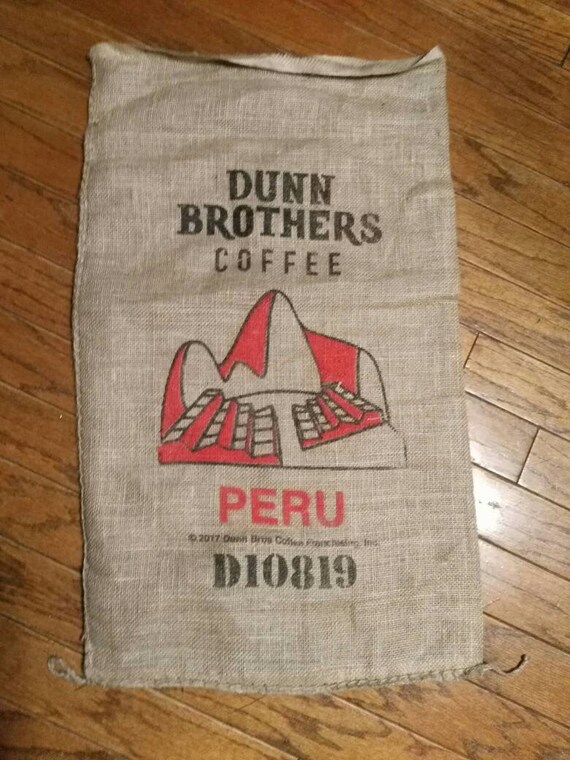 DUNN
BROTHERS
COFFEE
PERU
© 2017 Dunn Bros Coffee Franchising, Inc.
D10819